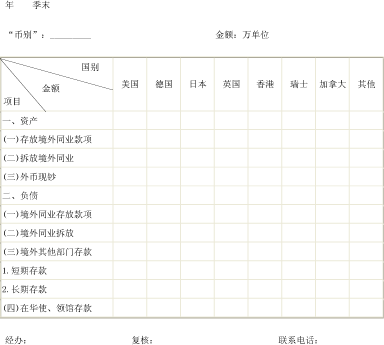 年 季末
“币别”：________ 金额：万单位
国别
金额
项目
美国 德国 日本 英国 香港 瑞士 加拿大 其他
一、资产
(一)存放境外同业款项
(二)拆放境外同业
(三)外币现钞
二、负债
(一)境外同业存放款项
(二)境外同业拆放
(三)境外其他部门存款
1.短期存款
2.长期存款
(四)在华使、领馆存款
经办： 复核： 联系电话：